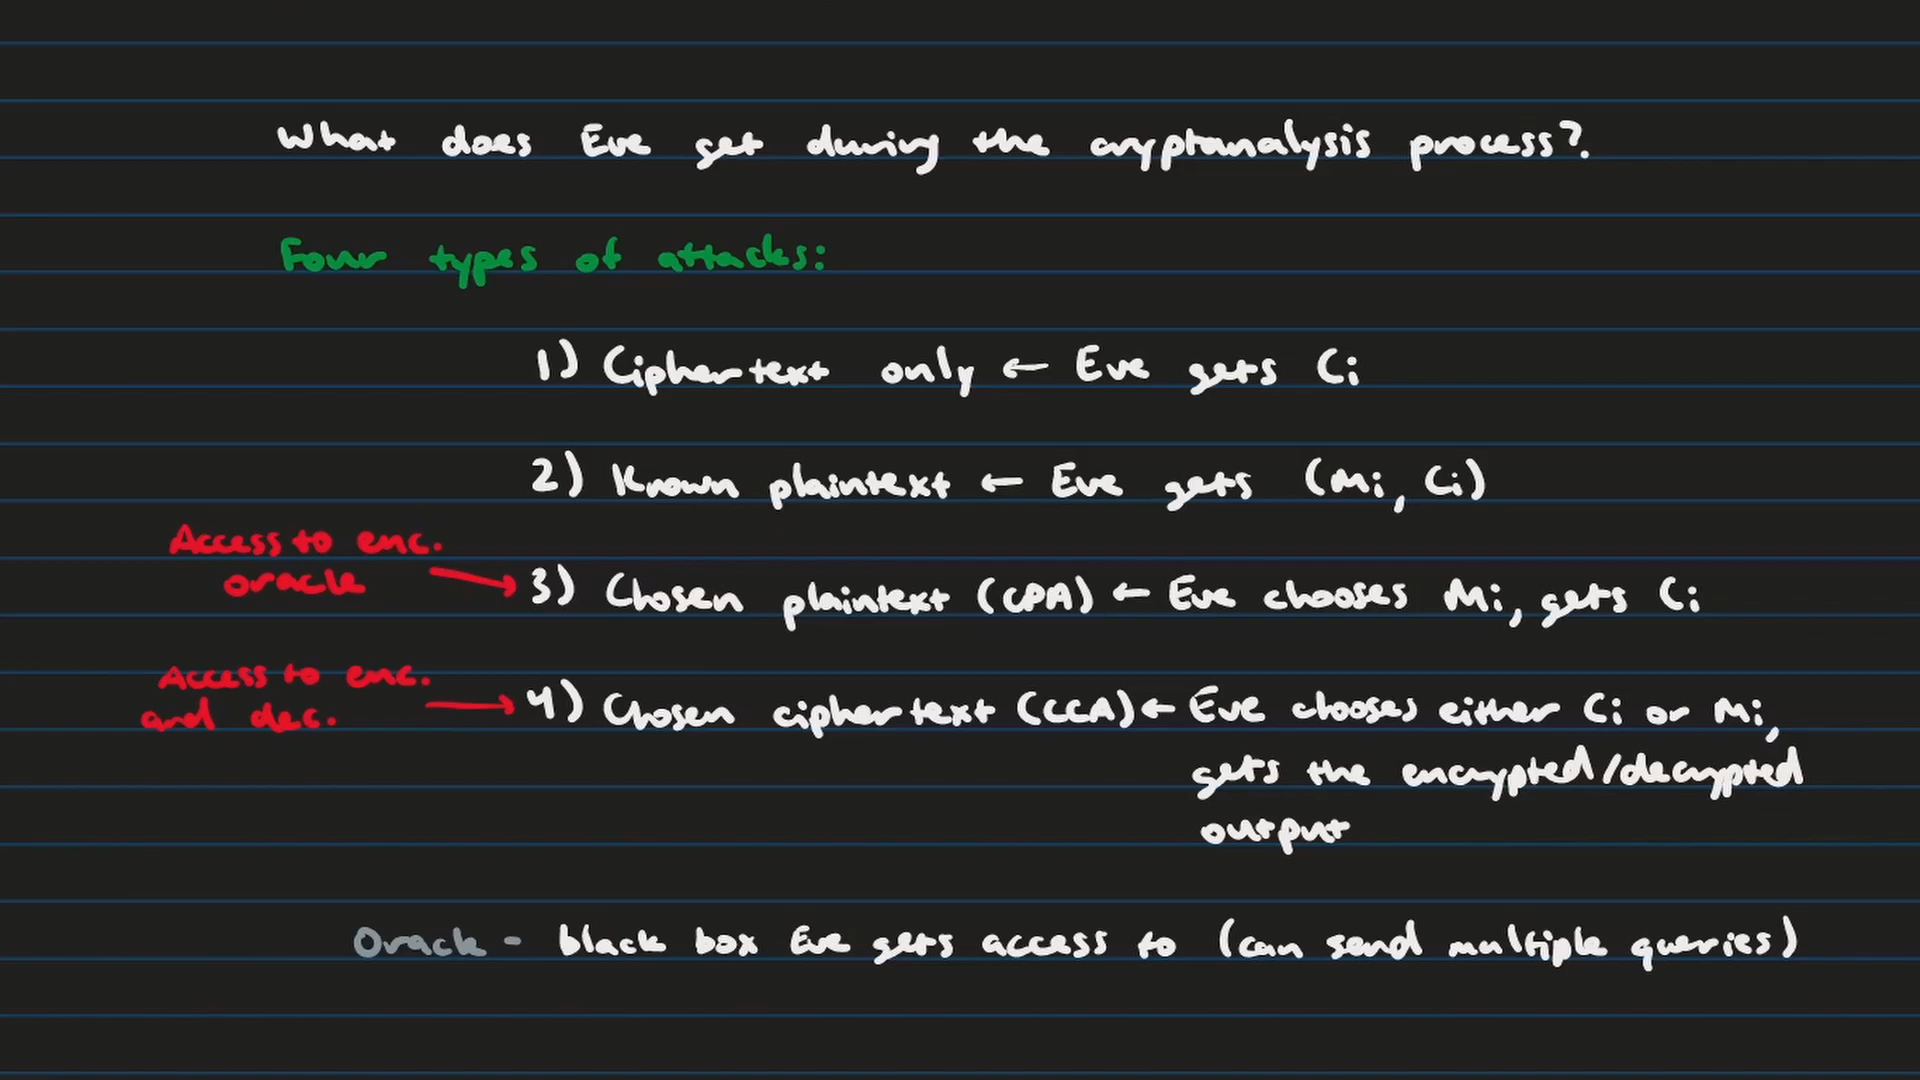 What does Eve get during the cryptanalysis process?
Four types of attacks:
1) Ciphertext only ← Eve gets Ci
2) Known plaintext ← Eve gets (Mi, Ci)
Access to enc.
oracle
3) Chosen plaintext (CPA) ← Eve chooses Mi, gets Ci
Access to enc.
and dec.
4) Chosen ciphertext (CCA) ← Eve chooses either Ci or Mi,
gets the encrypted/decrypted
output
Oracle - black box Eve gets access to (can send multiple queries)